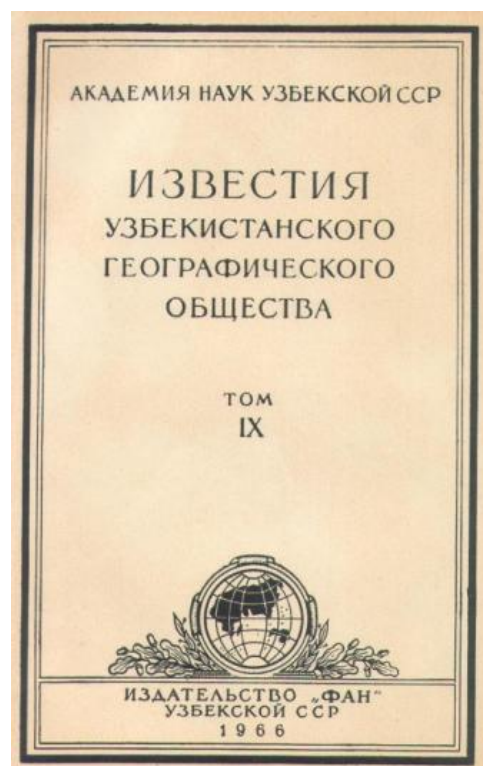 АКАДЕМИЯ НАУК УЗБЕКСКОЙ ССР
ИЗВЕСТИЯ
УЗБЕКИСТАНСКОГО
ГЕОГРАФИЧЕСКОГО
ОБЩЕСТВА
ТОМ
IX
ИЗДАТЕЛЬСТВО „ФАН“
УЗБЕКСКОЙ ССР
1966